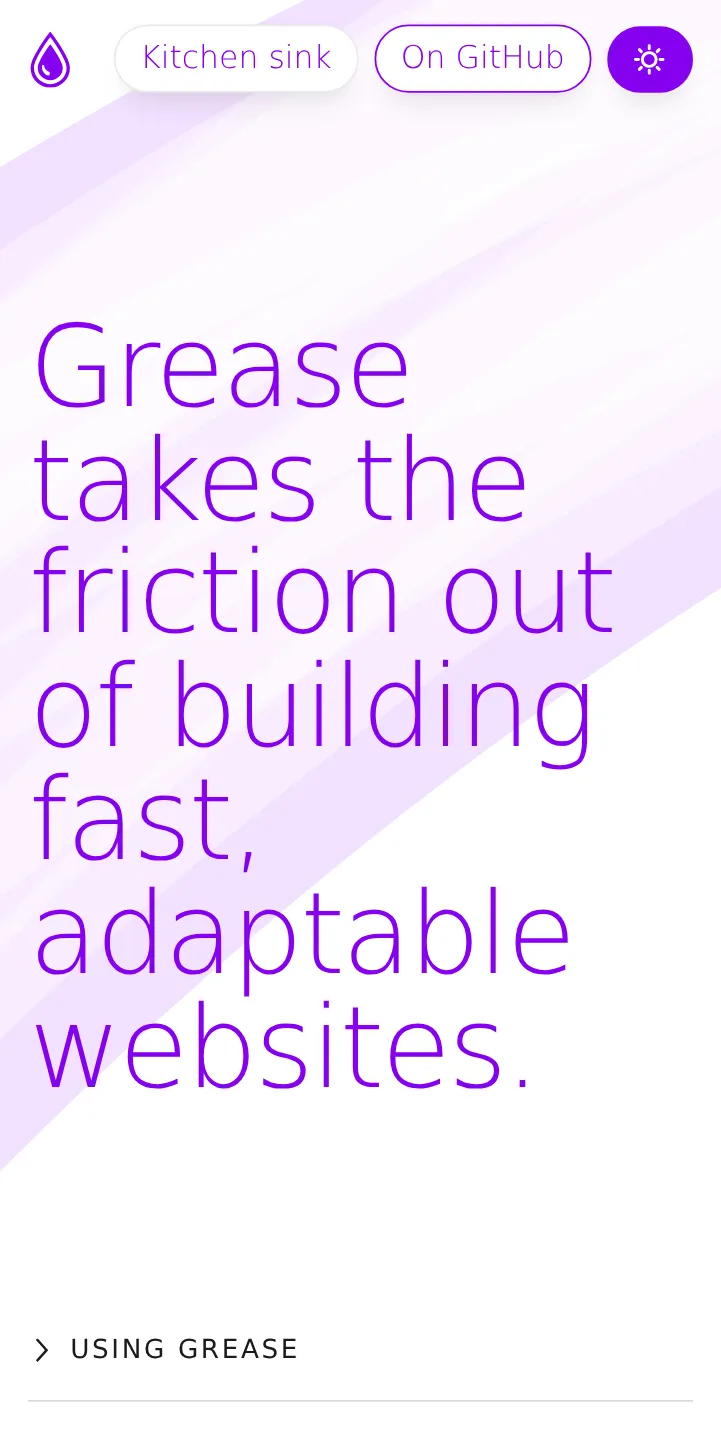 Kitchen sink
On GitHub
Grease
takes the
friction out
of building
fast,
adaptable
websites.
USING GREASE